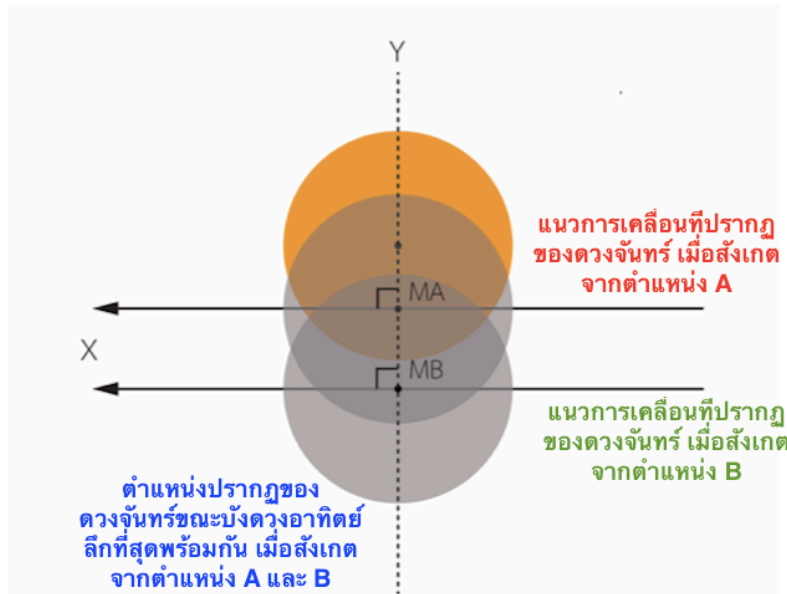 Y
แนวการเคลื่อนที่ปรากฏ
ของดวงจันทร์ เมื่อสังเกต
จากตำแหน่ง A
MA
X
MB
แนวการเคลื่อนที่ปรากฏ
ของดวงจันทร์ เมื่อสังเกต
จากตำแหน่ง B
ตำแหน่งปรากฏของ
ดวงจันทร์ขณะบังดวงอาทิตย์
ลึกที่สุดพร้อมกัน เมื่อสังเกต
จากตำแหน่ง A และ B